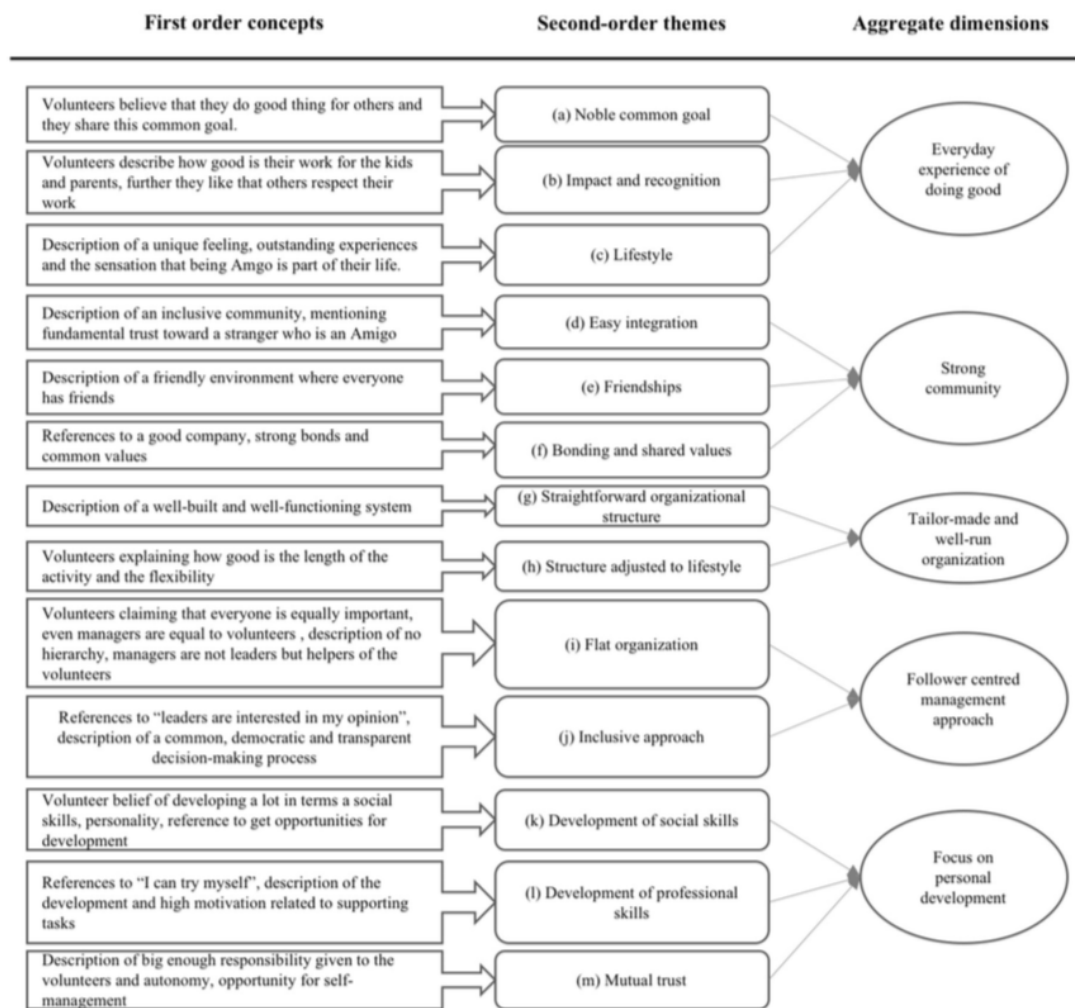 First order concepts
Second-order themes
Aggregate dimensions
Volunteers believe that they do good thing for others and
they share this common goal.
(a) Noble common goal
Volunteers describe how good is their work for the kids
and parents, further they like that others respect their
work
(b) Impact and recognition
Everyday
experience of
doing good
Description of a unique feeling, outstanding experiences
and the sensation that being Amgo is part of their life.
(c) Lifestyle
Description of an inclusive community, mentioning
fundamental trust toward a stranger who is an Amigo
(d) Easy integration
Description of a friendly environment where everyone
has friends
(e) Friendships
Strong
community
References to a good company, strong bonds and
common values
(f) Bonding and shared values
Description of a well-built and well-functioning system
(g) Straightforward organizational
structure
Tailor-made and
well-run
organization
Volunteers explaining how good is the length of the
activity and the flexibility
(h) Structure adjusted to lifestyle
Volunteers claiming that everyone is equally important,
even managers are equal to volunteers , description of no
hierarchy, managers are not leaders but helpers of the
volunteers
(i) Flat organization
Follower centred
management
approach
References to “leaders are interested in my opinion”,
description of a common, democratic and transparent
decision-making process
(j) Inclusive approach
Volunteer belief of developing a lot in terms a social
skills, personality, reference to get opportunities for
development
(k) Development of social skills
Focus on
personal
development
References to “I can try myself”, description of the
development and high motivation related to supporting
tasks
(l) Development of professional
skills
Description of big enough responsibility given to the
volunteers and autonomy, opportunity for self-
management
(m) Mutual trust